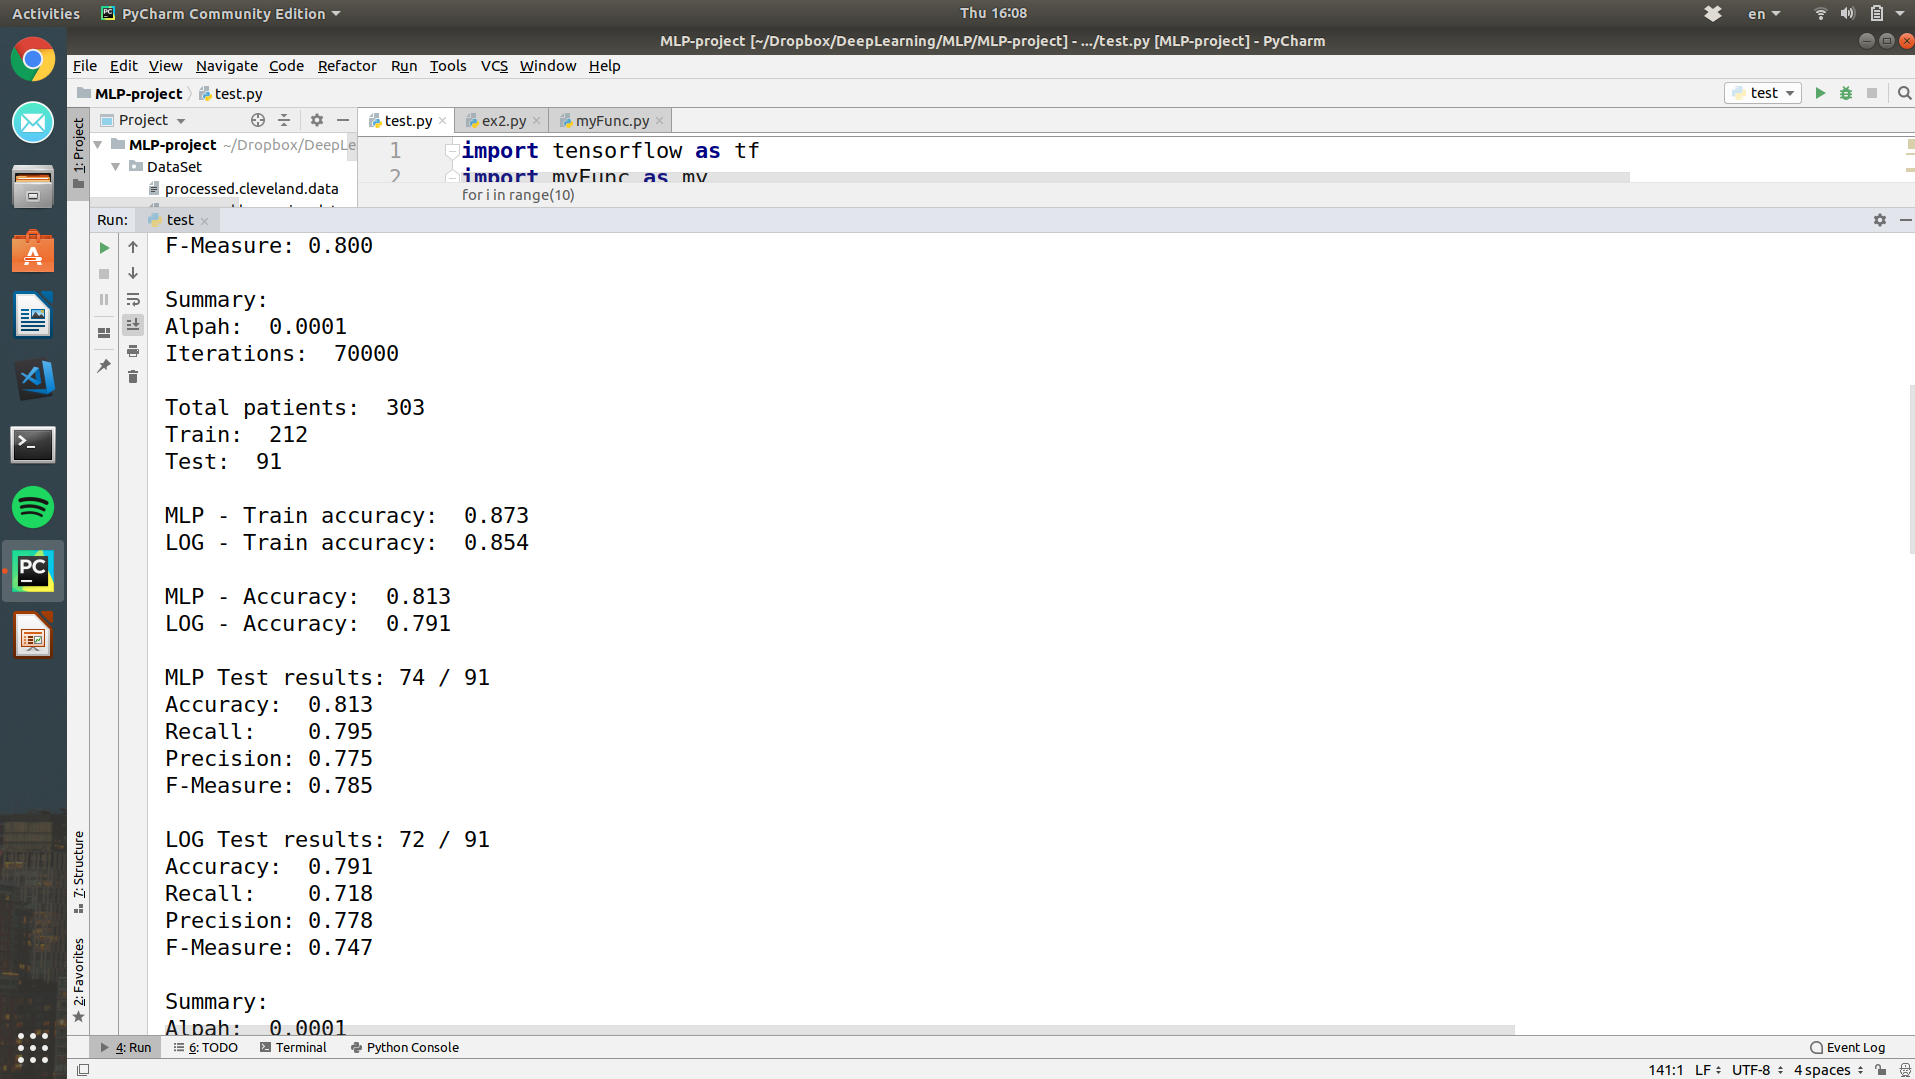 Activities
PyCharm Community Edition
Thu 16:08
en
MLP-project [~/Dropbox/DeepLearning/MLP/MLP-project] - .../test.py [MLP-project] - PyCharm
File Edit View Navigate Code Refactor Run Tools VCS Window Help
MLP-project test.py
test
Project
test.py ex2.py myFunc.py
1: Project
MLP-project ~/Dropbox/DeepLe
DataSet
processed.cleveland.data
1 import tensorflow as tf
2 import myFunc as my
for i in range(10)
Run: test
F-Measure: 0.800
Summary:
Alpah: 0.0001
Iterations: 70000
Total patients: 303
Train: 212
Test: 91
MLP - Train accuracy: 0.873
LOG - Train accuracy: 0.854
MLP - Accuracy: 0.813
LOG - Accuracy: 0.791
MLP Test results: 74 / 91
Accuracy: 0.813
Recall: 0.795
Precision: 0.775
F-Measure: 0.785
LOG Test results: 72 / 91
Accuracy: 0.791
Recall: 0.718
Precision: 0.778
F-Measure: 0.747
Summary:
Alpah: 0.0001
7: Structure
2: Favorites
4: Run 6: TODO Terminal Python Console
Event Log
141:1 LF UTF-8 4 spaces